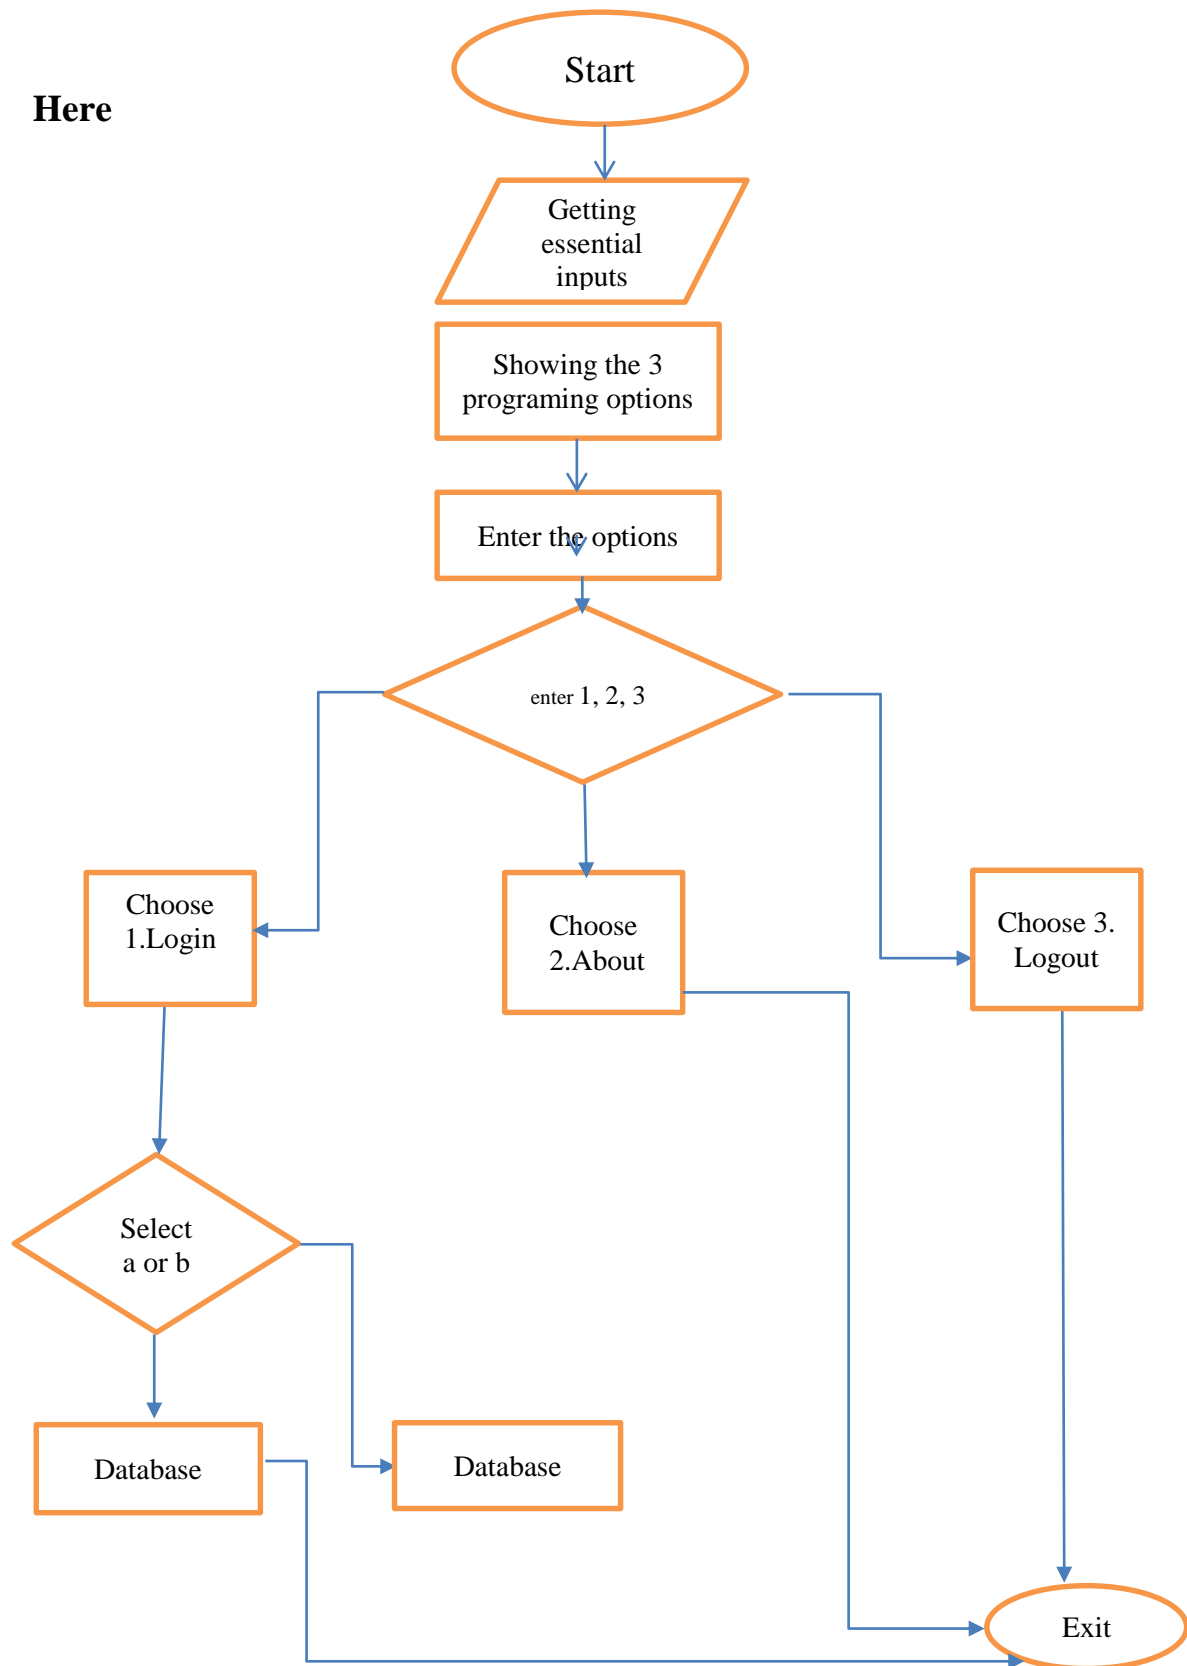 Start
Here
Getting
essential
inputs
Showing the 3
programing options
Enter the options
enter 1, 2, 3
Choose
1.Login
Choose
2.About
Choose 3.
Logout
Select
a or b
Database
Database
Exit